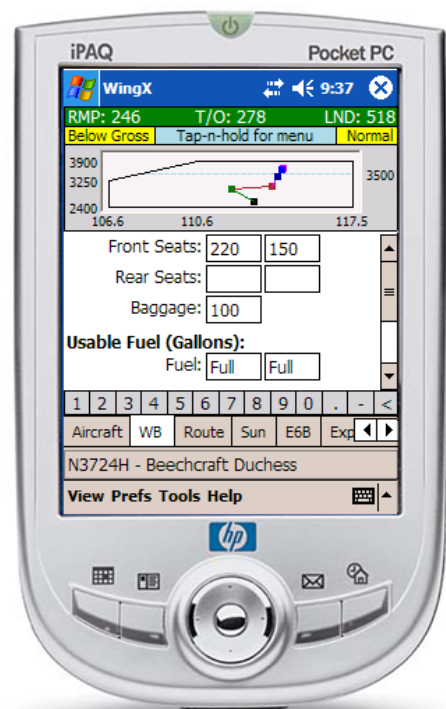 iPAQ Pocket PC
WingX 9:37
RMP: 246 T/O: 278 LND: 518
Below Gross Tap-n-hold for menu Normal
3900
3250 3500
2400
106.6 110.6 117.5
Front Seats: 220 150
Rear Seats:
Baggage: 100
Usable Fuel (Gallons):
Fuel: Full Full
1 2 3 4 5 6 7 8 9 0 . - <
Aircraft WB Route Sun E6B Exp
N3724H - Beechcraft Duchess
View Prefs Tools Help
hp